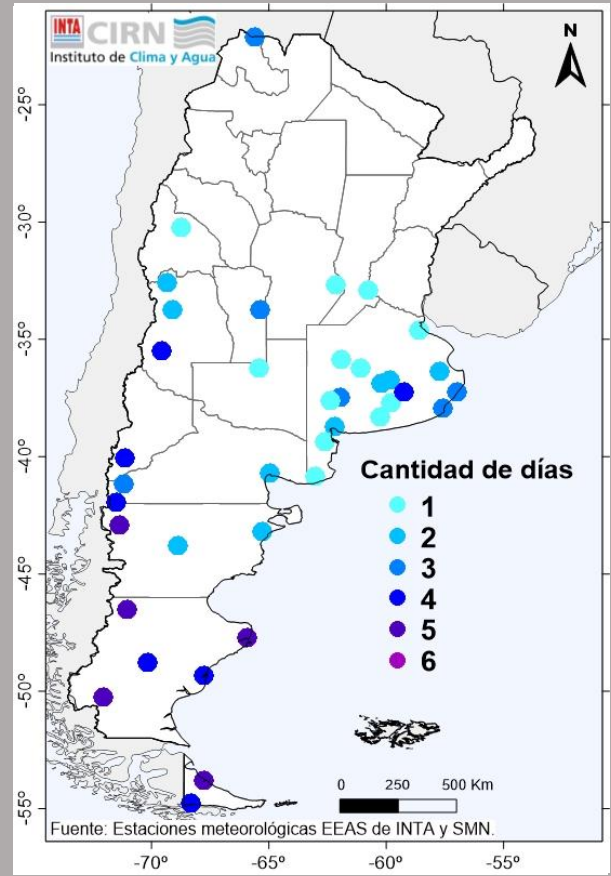 INTA CIRN
Instituto de Clima y Agua
N
-25°
-30°
-35°
-40°
-45°
-50°
-55°
Cantidad de días
1
2
3
4
5
6
0 250 500 Km
Fuente: Estaciones meteorológicas EEAS de INTA y SMN.
-70° -65° -60° -55°